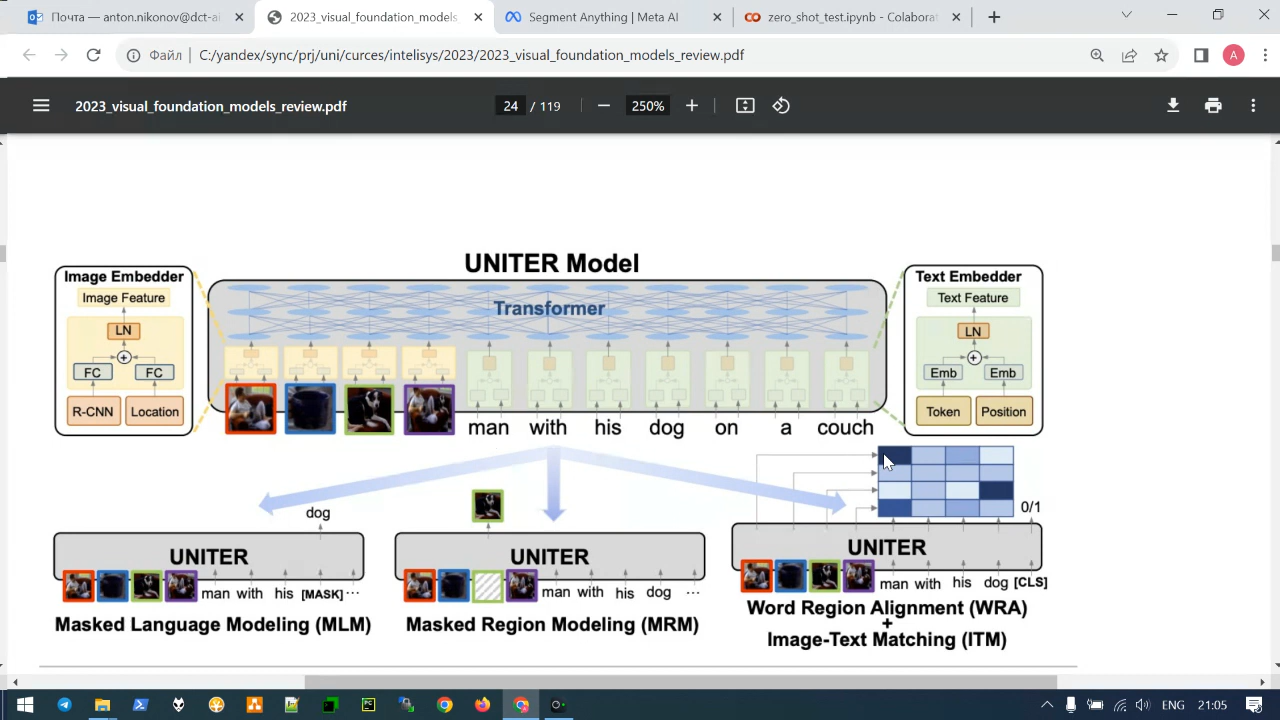 Почта — anton.nikonov@dct-ai
2023_visual_foundation_models
Segment Anything | Meta AI
zero_shot_test.ipynb - Colaborat
Файл
C:/yandex/sync/prj/uni/curces/intelisys/2023/2023_visual_foundation_models_review.pdf
A
2023_visual_foundation_models_review.pdf
24 / 119
250%
UNITER Model
Image Embedder
Image Feature
LN
FC
FC
R-CNN
Location
Transformer
man with his dog on a couch
Text Embedder
Text Feature
LN
Emb
Emb
Token
Position
dog
UNITER
man with his [MASK] ...
Masked Language Modeling (MLM)
UNITER
man with his dog ...
Masked Region Modeling (MRM)
0/1
UNITER
man with his dog [CLS]
Word Region Alignment (WRA)
+
Image-Text Matching (ITM)
ENG
21:05